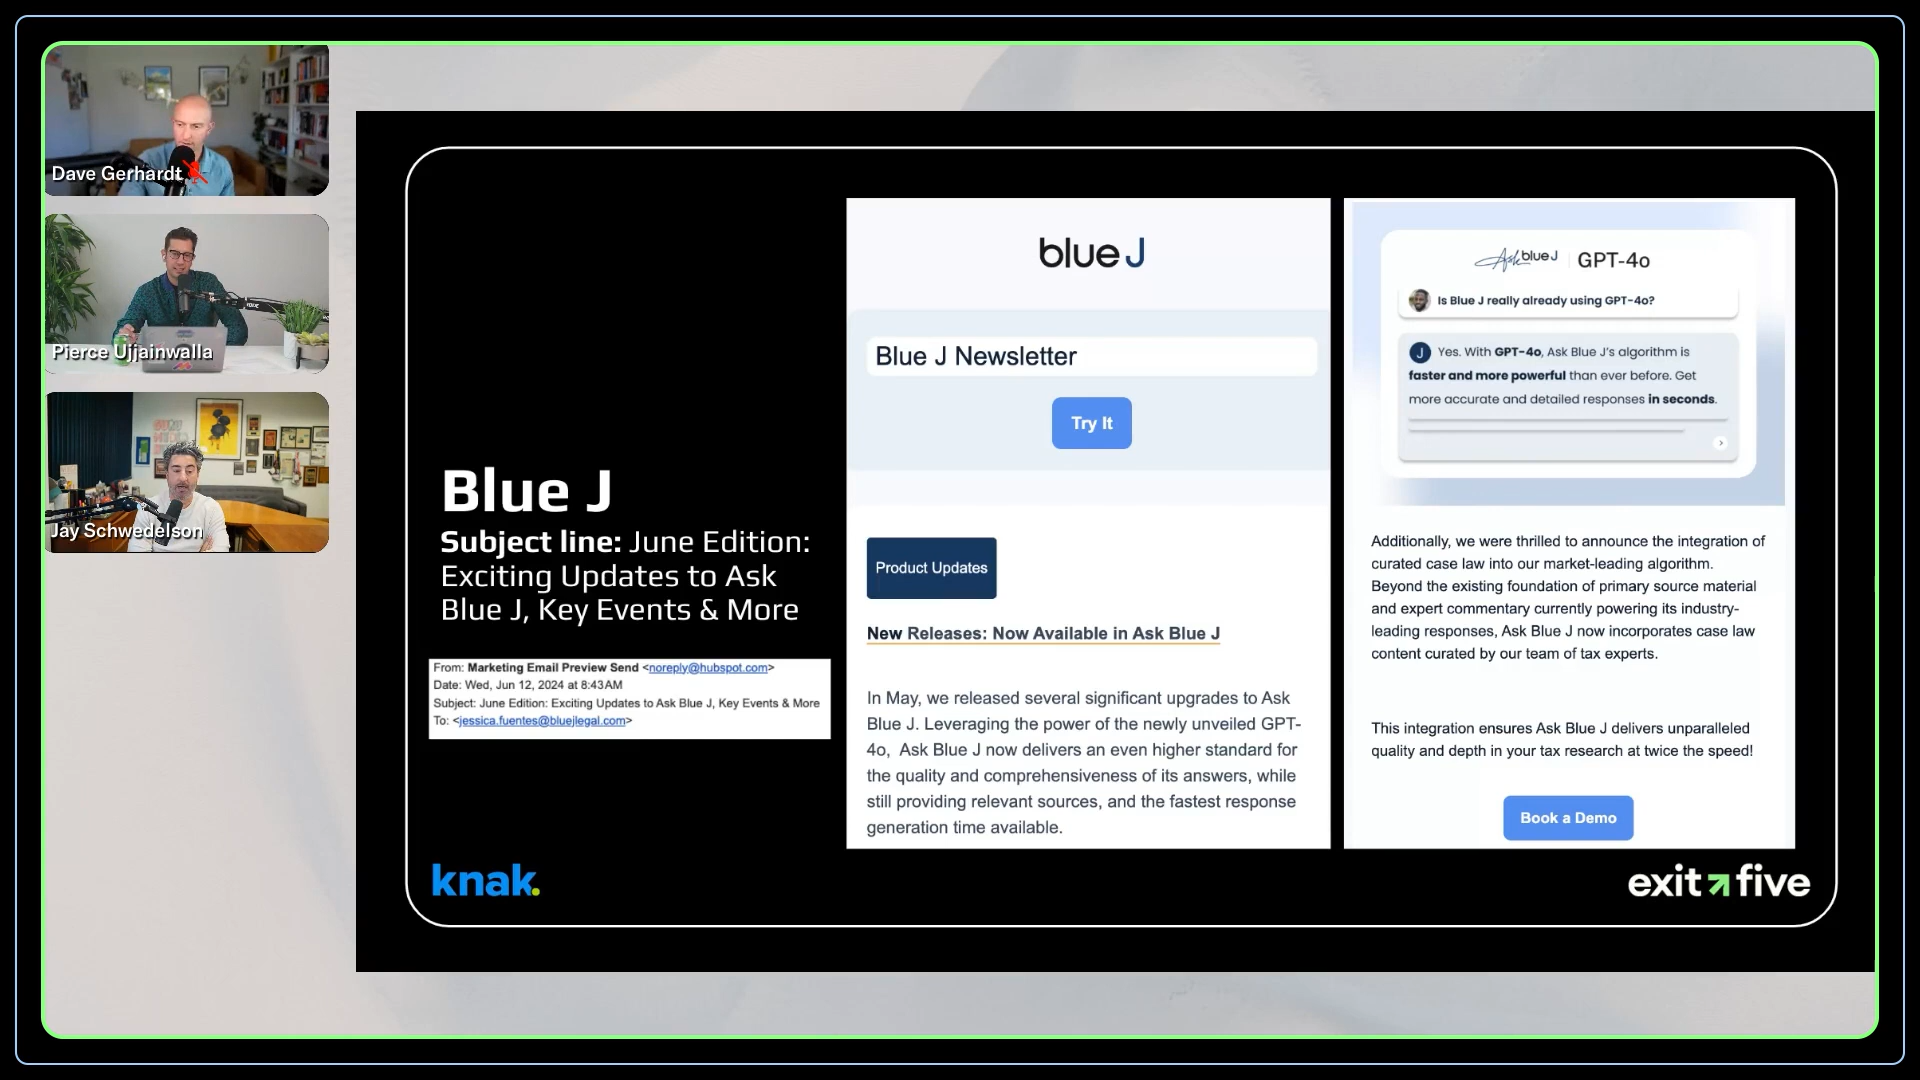 Dave Gerhardt
Pierce Ujjainwalla
Jay Schwedelson
Blue J
Subject line: June Edition:
Exciting Updates to Ask
Blue J, Key Events & More
From: Marketing Email Preview Send <noreply@hubspot.com>
Date: Wed, Jun 12, 2024 at 8:43AM
Subject: June Edition: Exciting Updates to Ask Blue J, Key Events & More
To: <jessica.fuentes@bluejlegal.com>
knak.
blue J
Blue J Newsletter
Try It
Product Updates
New Releases: Now Available in Ask Blue J
In May, we released several significant upgrades to Ask
Blue J. Leveraging the power of the newly unveiled GPT-
4o, Ask Blue J now delivers an even higher standard for
the quality and comprehensiveness of its answers, while
still providing relevant sources, and the fastest response
generation time available.
Ask blue J | GPT-4o
Is Blue J really already using GPT-4o?
J Yes. With GPT-4o, Ask Blue J's algorithm is
faster and more powerful than ever before. Get
more accurate and detailed responses in seconds.
Additionally, we were thrilled to announce the integration of
curated case law into our market-leading algorithm.
Beyond the existing foundation of primary source material
and expert commentary currently powering its industry-
leading responses, Ask Blue J now incorporates case law
content curated by our team of tax experts.
This integration ensures Ask Blue J delivers unparalleled
quality and depth in your tax research at twice the speed!
Book a Demo
exit five